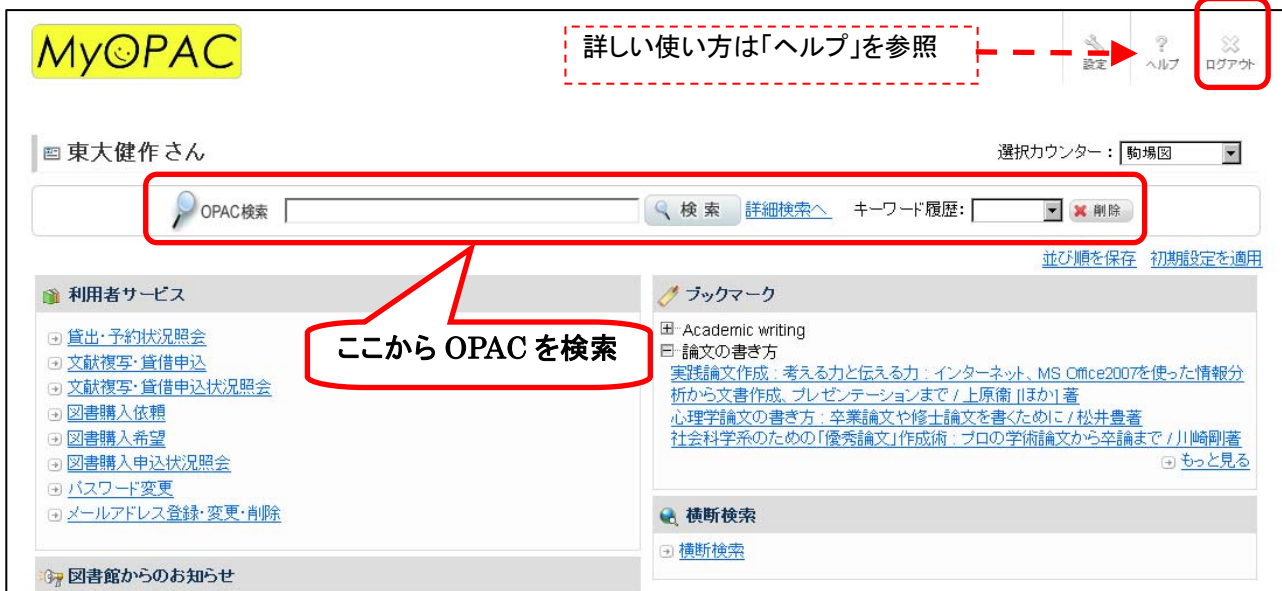 MyOPAC
詳しい使い方は「ヘルプ」を参照
設定
ヘルプ
ログアウト
東大健作 さん
選択カウンター： 駒場図
OPAC検索 検 索 詳細検索へ キーワード履歴： 削除
並び順を保存 初期設定を適用
利用者サービス
貸出・予約状況照会
文献複写・貸借申込
文献複写・貸借申込状況照会
図書購入依頼
図書購入希望
図書購入申込状況照会
パスワード変更
メールアドレス登録・変更・削除
ここから OPAC を検索
ブックマーク
Academic writing
論文の書き方
実践論文作成 : 考える力と伝える力 : インターネット、MS Office2007を使った情報分
析から文書作成、プレゼンテーションまで / 上原衞 [ほか] 著
心理学論文の書き方 : 卒業論文や修士論文を書くために / 松井豊著
社会科学系のための「優秀論文」作成術 : プロの学術論文から卒論まで / 川崎剛著
もっと見る
横断検索
横断検索
図書館からのお知らせ